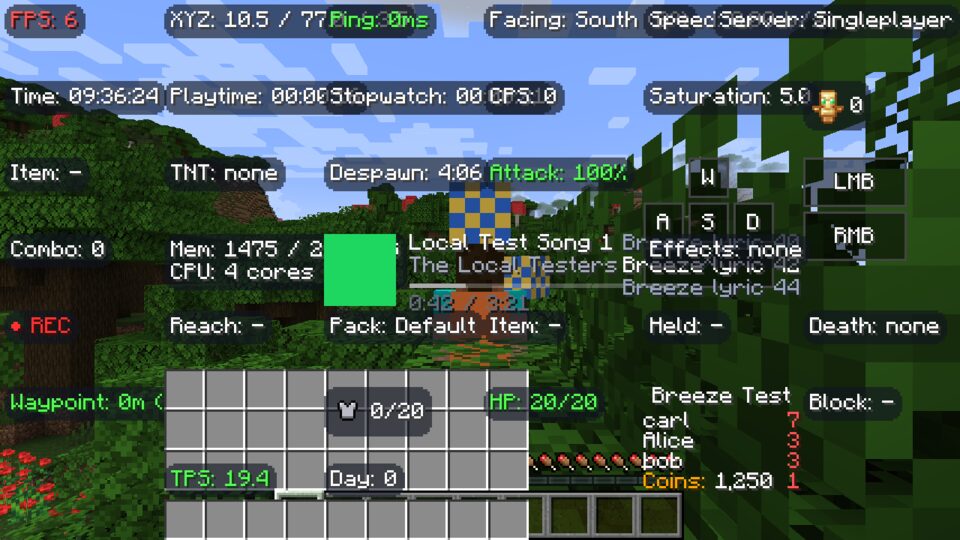 FPS: 6
XYZ: 10.5 / 77
Ping: 0ms
Facing: South
Speed
Server: Singleplayer
Time: 09:36:24
Playtime: 00:00
Stopwatch: 00
CPS: 0
Saturation: 5.0
0
Item: -
TNT: none
Despawn: 4:06
Attack: 100%
W
LMB
A S D
RMB
Combo: 0
Mem: 1475 / 2
CPU: 4 cores
Local Test Song 1
The Local Testers
0:42 / 3:21
Breeze lyric 40
Effects: none
Breeze lyric 42
Breeze lyric 44
REC
Reach: -
Pack: Default
Item: -
Held: -
Death: none
Waypoint: 0m (
0/20
HP: 20/20
Breeze Test
carl 7
Alice 3
bob 3
Coins: 1,250 1
Block: -
TPS: 19.4
Day: 0